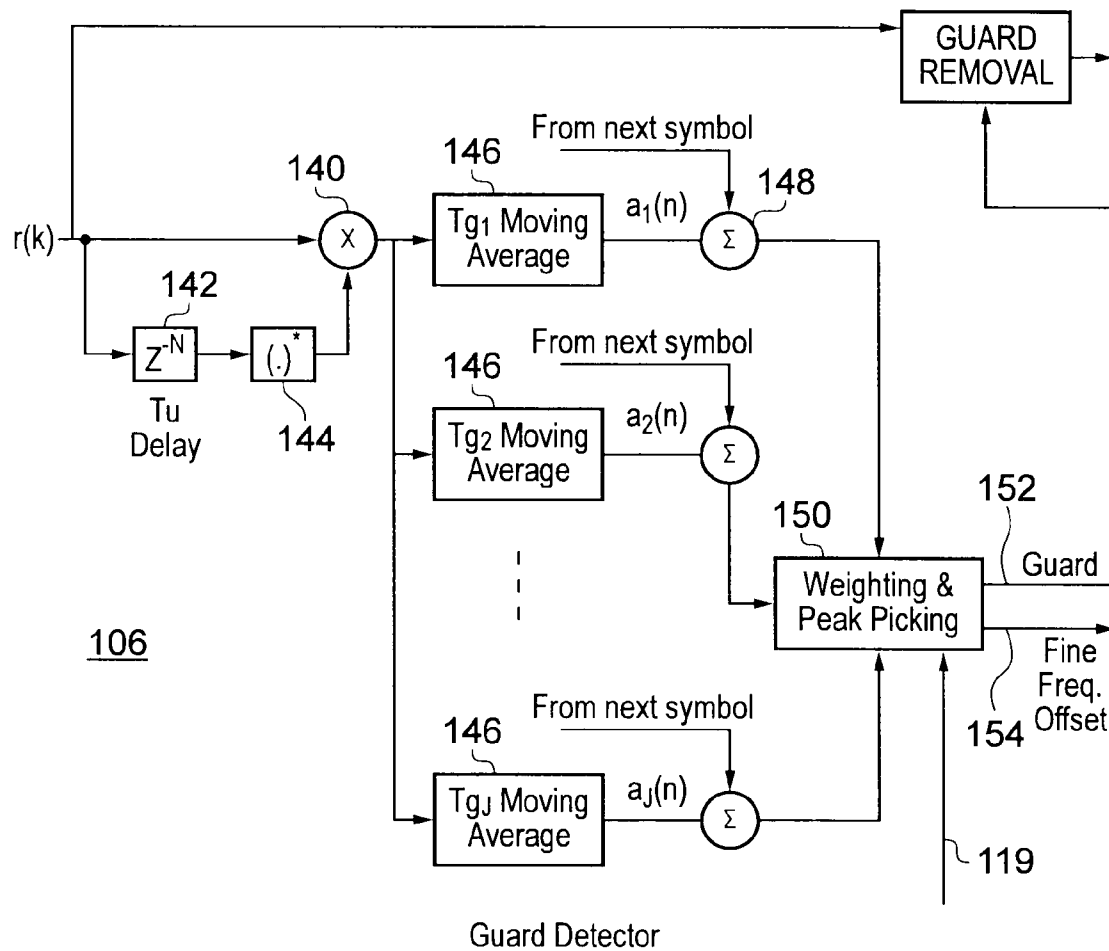 GUARD
REMOVAL
From next symbol
146
140
148
r(k)
X
Tg1 Moving
Average
a1(n)
Σ
142
Z^-N
(.)*
Tu
Delay
144
From next symbol
146
Tg2 Moving
Average
a2(n)
Σ
150
152
Weighting &
Peak Picking
Guard
106
Fine
Freq.
Offset
154
From next symbol
146
TgJ Moving
Average
aJ(n)
Σ
119
Guard Detector